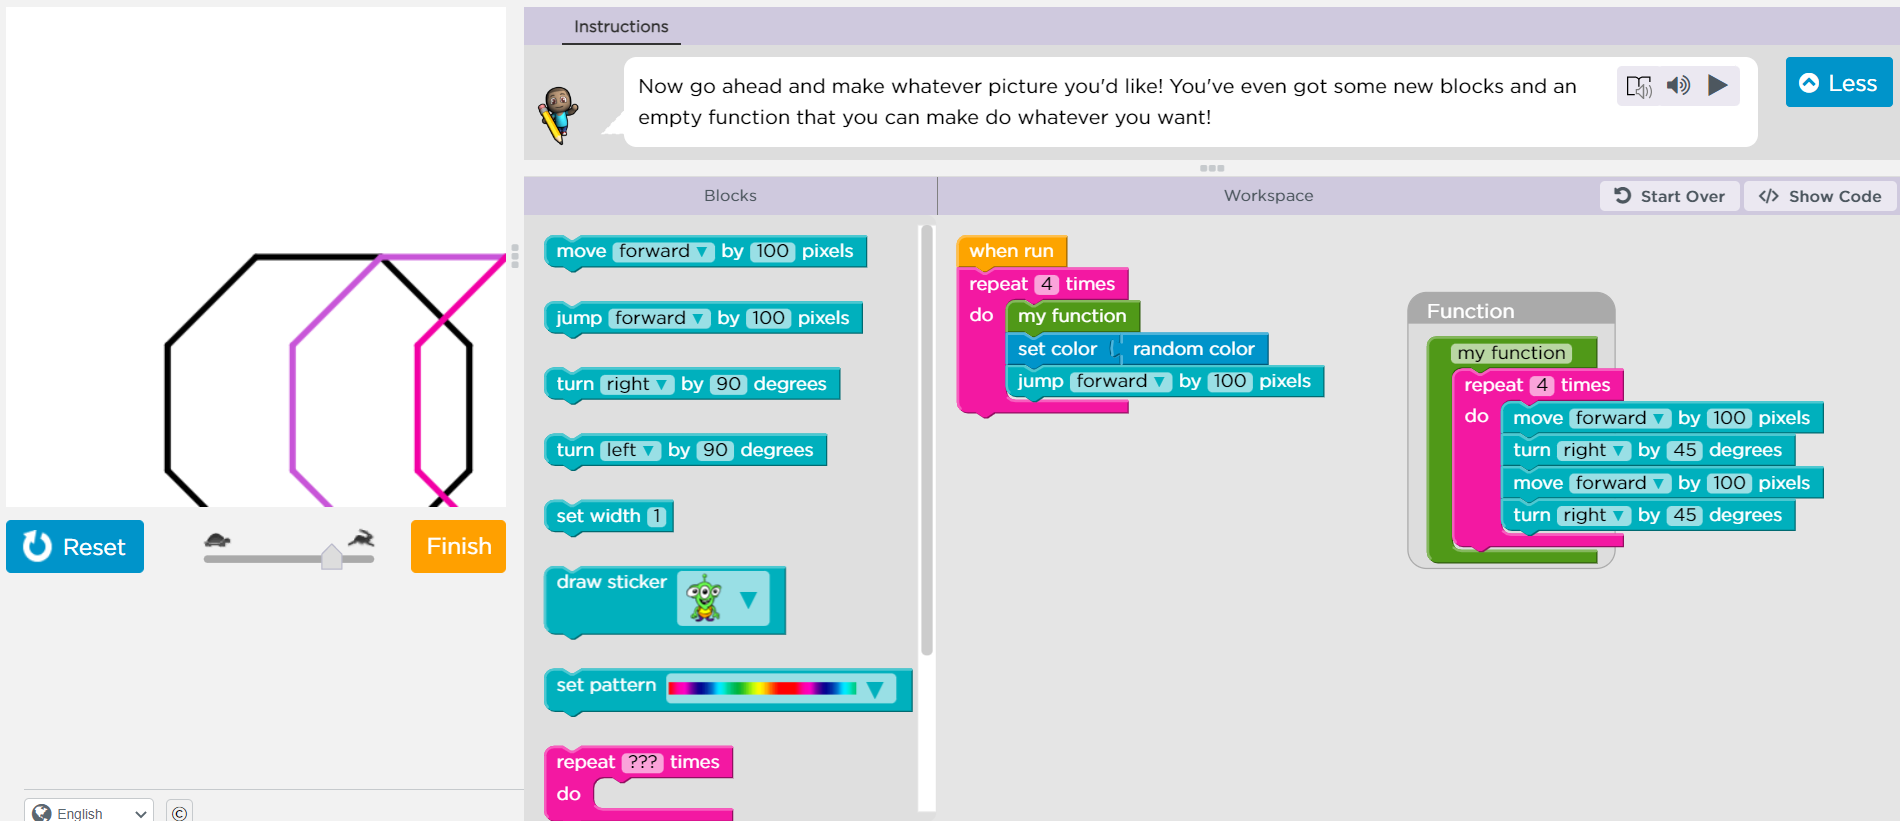 Instructions
Now go ahead and make whatever picture you'd like! You've even got some new blocks and an
empty function that you can make do whatever you want!
Less
Blocks
Workspace
Start Over
</> Show Code
move forward ▼ by 100 pixels
jump forward ▼ by 100 pixels
turn right ▼ by 90 degrees
turn left ▼ by 90 degrees
set width 1
draw sticker ▼
set pattern ▼
repeat ??? times
do
when run
repeat 4 times
do
my function
set color random color
jump forward ▼ by 100 pixels
Function
my function
repeat 4 times
do
move forward ▼ by 100 pixels
turn right ▼ by 45 degrees
move forward ▼ by 100 pixels
turn right ▼ by 45 degrees
Reset
Finish
English
©